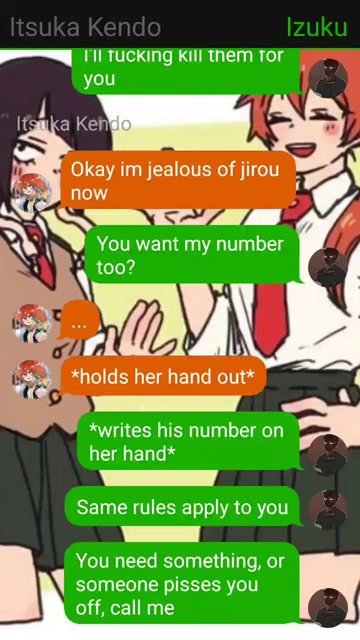 Itsuka Kendo
Izuku
I'll fucking kill them for
you
Itsuka Kendo
Okay im jealous of jirou
now
You want my number
too?
...
*holds her hand out*
*writes his number on
her hand*
Same rules apply to you
You need something, or
someone pisses you
off, call me